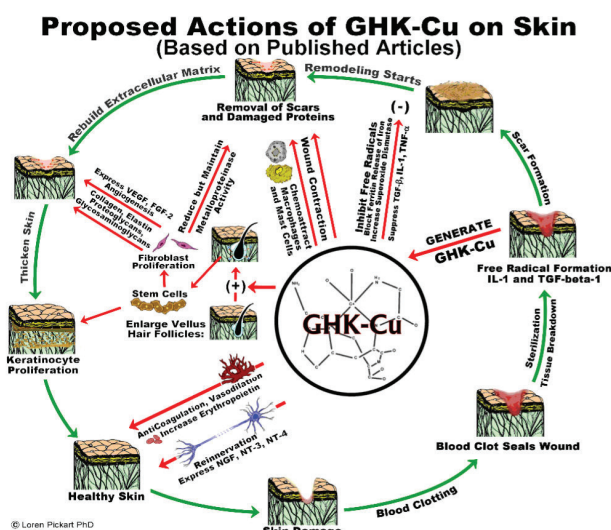 Proposed Actions of GHK-Cu on Skin
(Based on Published Articles)
Remodeling Starts
Rebuild Extracellular Matrix
Removal of Scars
and Damaged Proteins
(-)
Scar Formation
Inhibit Free Radicals
Block Ferritin Release of Iron
Increase Superoxide Dismutase
Suppress TGF-β, IL-1, TNF-α
Wound Contraction
Chemoattract
Macrophages
and Mast Cells
Reduce but Maintain
Metalloproteinase
Activity
Express VEGF, FGF-2
Angiogenesis
Collagen, Elastin
Proteoglycans,
Glycosaminoglycans
Thicken Skin
Fibroblast
Proliferation
GENERATE
GHK-Cu
Free Radical Formation
IL-1 and TGF-beta-1
Stem Cells
(+)
Enlarge Vellus
Hair Follicles:
GHK-Cu
Keratinocyte
Proliferation
Sterilization
Tissue Breakdown
AntiCoagulation, Vasodilation
Increase Erythropoietin
Reinnervation
Express NGF, NT-3, NT-4
Blood Clot Seals Wound
Healthy Skin
Blood Clotting
Skin Damage
© Loren Pickart PhD